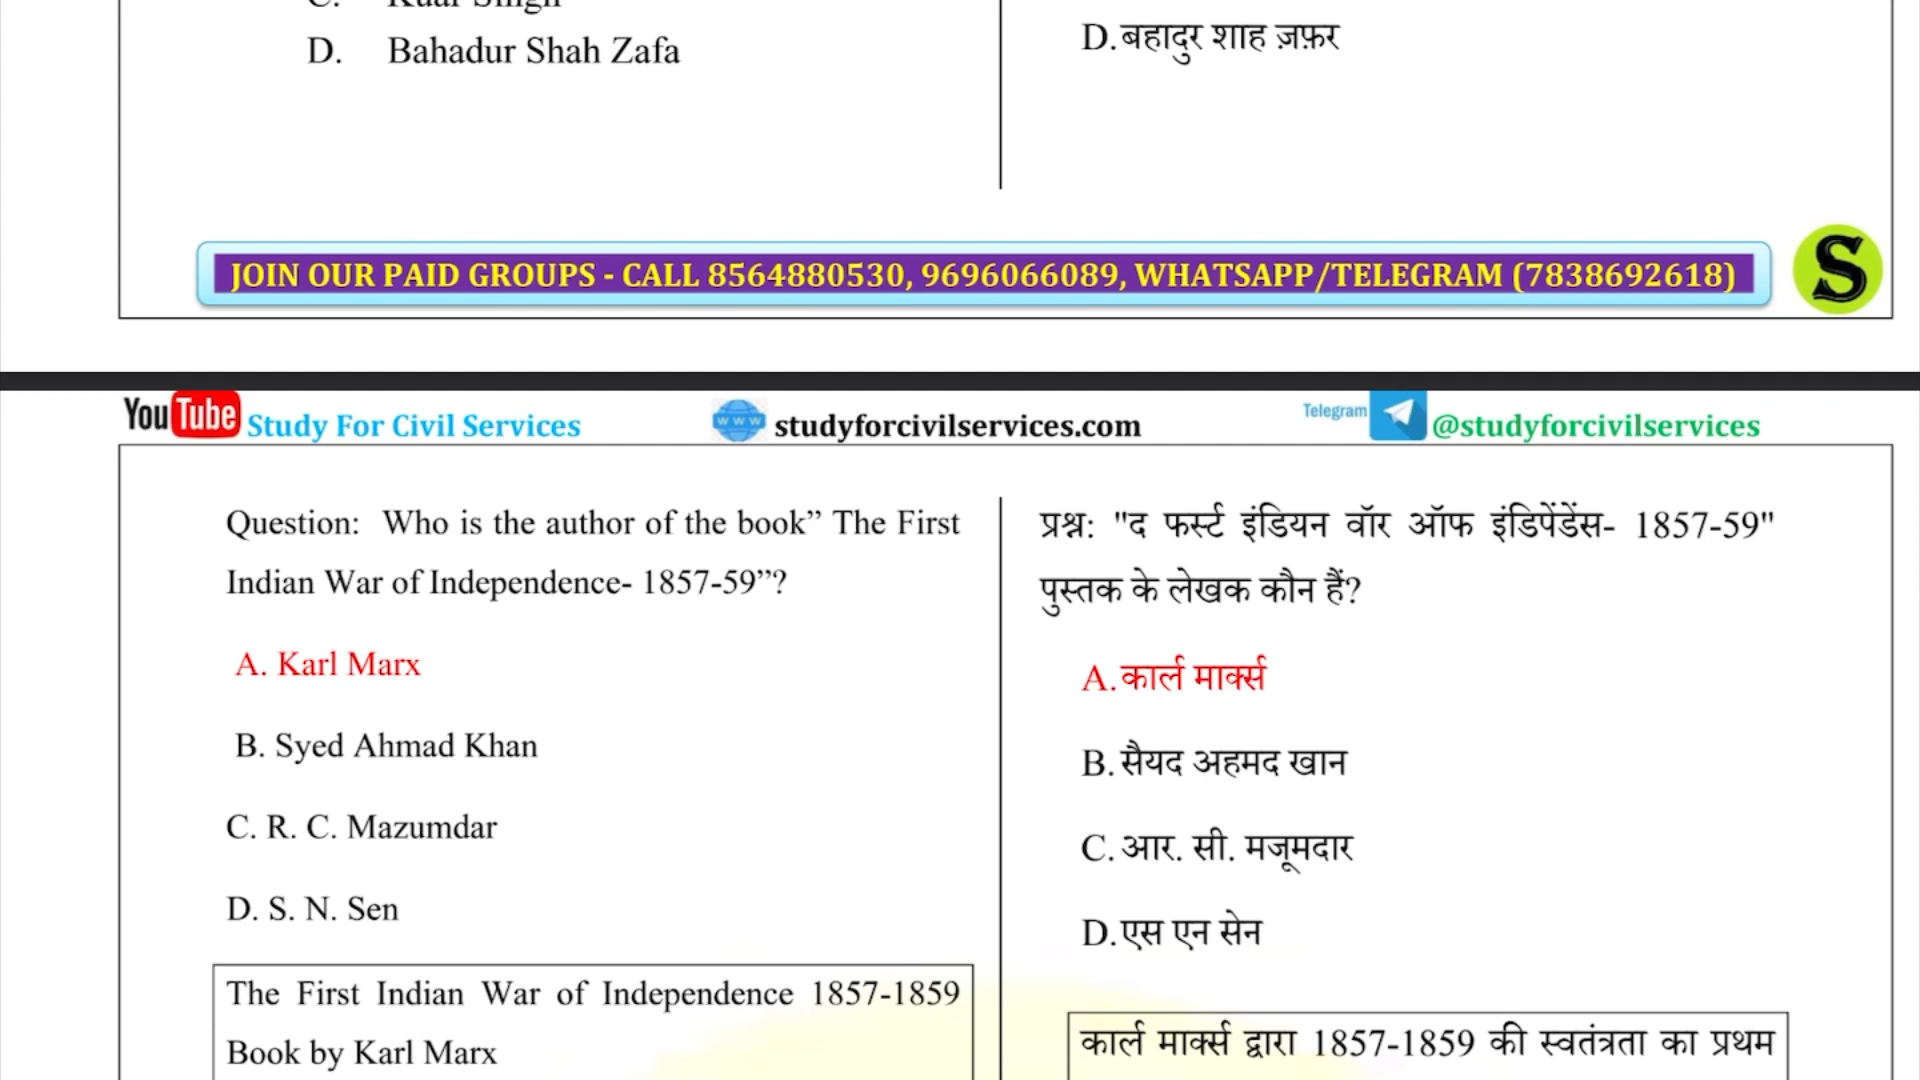 C. Kuar Singh
D. Bahadur Shah Zafa
D.बहादुर शाह ज़फ़र
JOIN OUR PAID GROUPS - CALL 8564880530, 9696066089, WHATSAPP/TELEGRAM (7838692618)
S
YouTube Study For Civil Services
www studyforcivilservices.com
Telegram @studyforcivilservices
Question: Who is the author of the book” The First
Indian War of Independence- 1857-59”?
A. Karl Marx
B. Syed Ahmad Khan
C. R. C. Mazumdar
D. S. N. Sen
The First Indian War of Independence 1857-1859
Book by Karl Marx
प्रश्न: "द फर्स्ट इंडियन वॉर ऑफ इंडिपेंडेंस- 1857-59"
पुस्तक के लेखक कौन हैं?
A.कार्ल मार्क्स
B.सैयद अहमद खान
C.आर. सी. मजूमदार
D.एस एन सेन
कार्ल मार्क्स द्वारा 1857-1859 की स्वतंत्रता का प्रथम